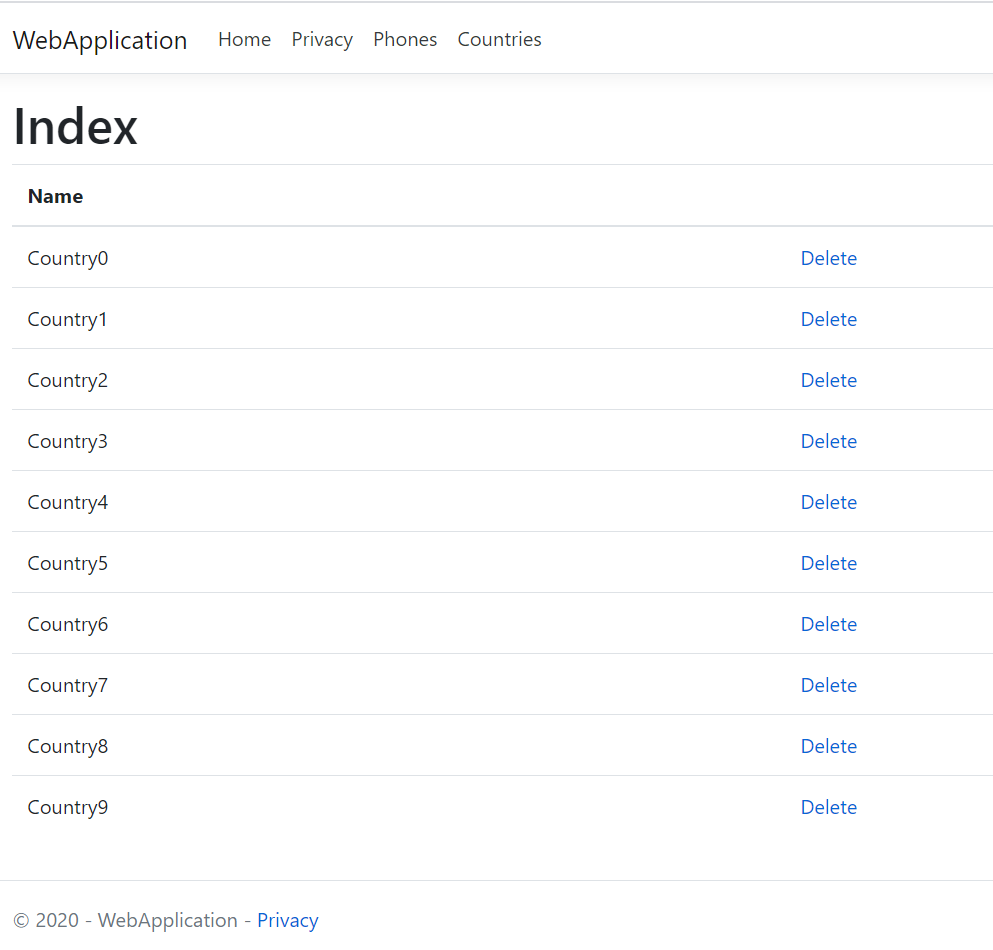 WebApplication Home Privacy Phones Countries
Index
Name
Country0 Delete
Country1 Delete
Country2 Delete
Country3 Delete
Country4 Delete
Country5 Delete
Country6 Delete
Country7 Delete
Country8 Delete
Country9 Delete
© 2020 - WebApplication - Privacy